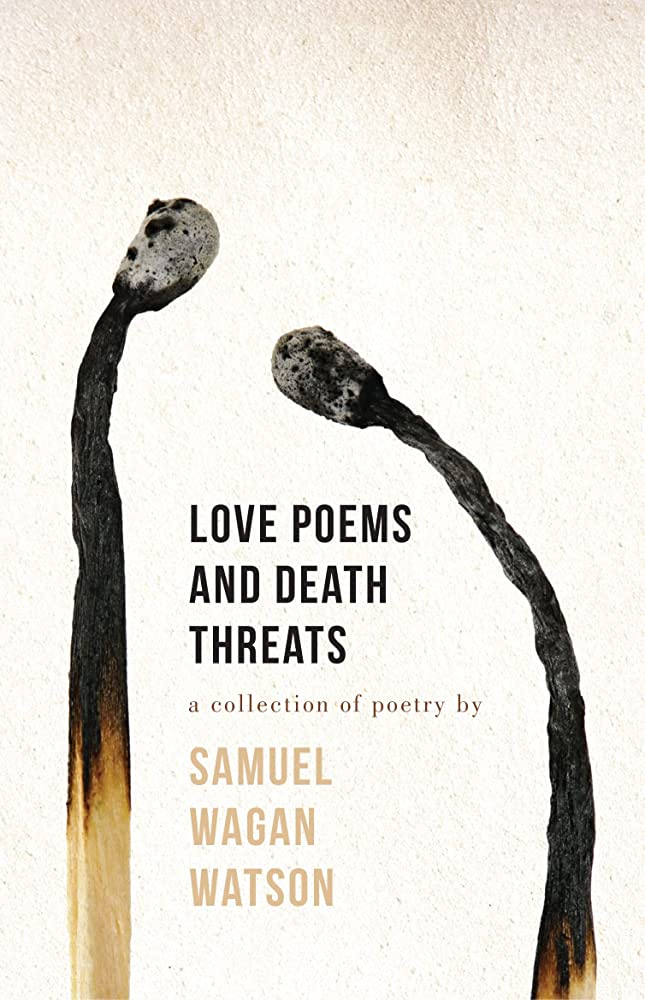 LOVE POEMS
AND DEATH
THREATS
a collection of poetry by
SAMUEL
WAGAN
WATSON